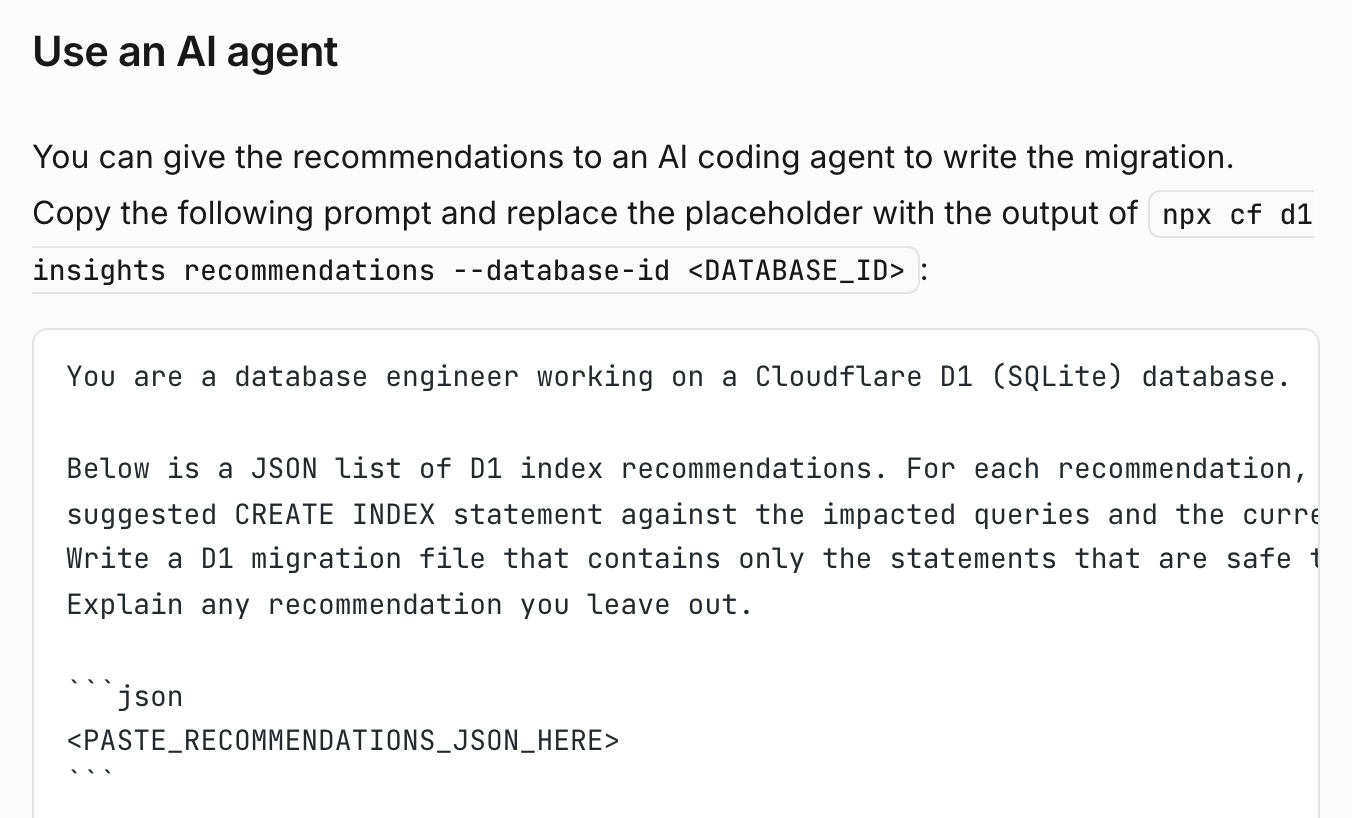 Use an AI agent
You can give the recommendations to an AI coding agent to write the migration.
Copy the following prompt and replace the placeholder with the output of npx cf d1
insights recommendations --database-id <DATABASE_ID>:
You are a database engineer working on a Cloudflare D1 (SQLite) database.
Below is a JSON list of D1 index recommendations. For each recommendation,
suggested CREATE INDEX statement against the impacted queries and the
Write a D1 migration file that contains only the statements that are safe
Explain any recommendation you leave out.
```json
<PASTE_RECOMMENDATIONS_JSON_HERE>
```